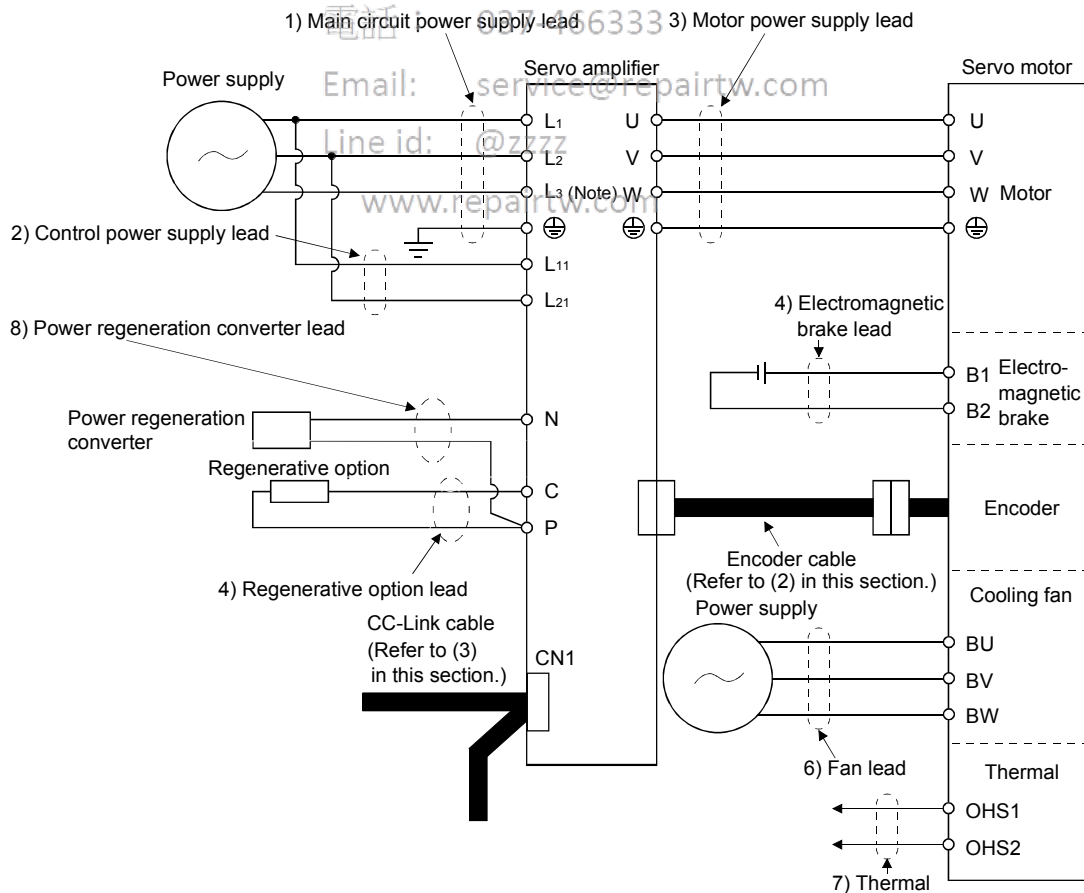 1) Main circuit power supply lead
電話： 037-466333
3) Motor power supply lead
Power supply
Email: service@repairtw.com
Servo amplifier
Servo motor
Line id: @zzzz
www.repairtw.com
L1
L2
L3 (Note)
L11
L21
U
V
W
U
V
W Motor
2) Control power supply lead
8) Power regeneration converter lead
4) Electromagnetic
brake lead
B1
B2
Electro-
magnetic
brake
Power regeneration
converter
N
Regenerative option
C
P
4) Regenerative option lead
Encoder
Encoder cable
(Refer to (2) in this section.)
CC-Link cable
(Refer to (3)
in this section.)
CN1
Power supply
Cooling fan
BU
BV
BW
6) Fan lead
Thermal
OHS1
OHS2
7) Thermal